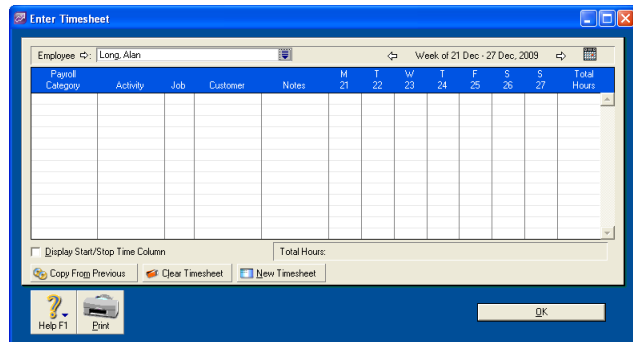 Enter Timesheet
Employee ⇨: Long, Alan
Week of 21 Dec - 27 Dec, 2009
Payroll Category Activity Job Customer Notes M 21 T 22 W 23 T 24 F 25 S 26 S 27 Total Hours
Display Start/Stop Time Column
Total Hours:
Copy From Previous Clear Timesheet New Timesheet
Help F1 Print OK